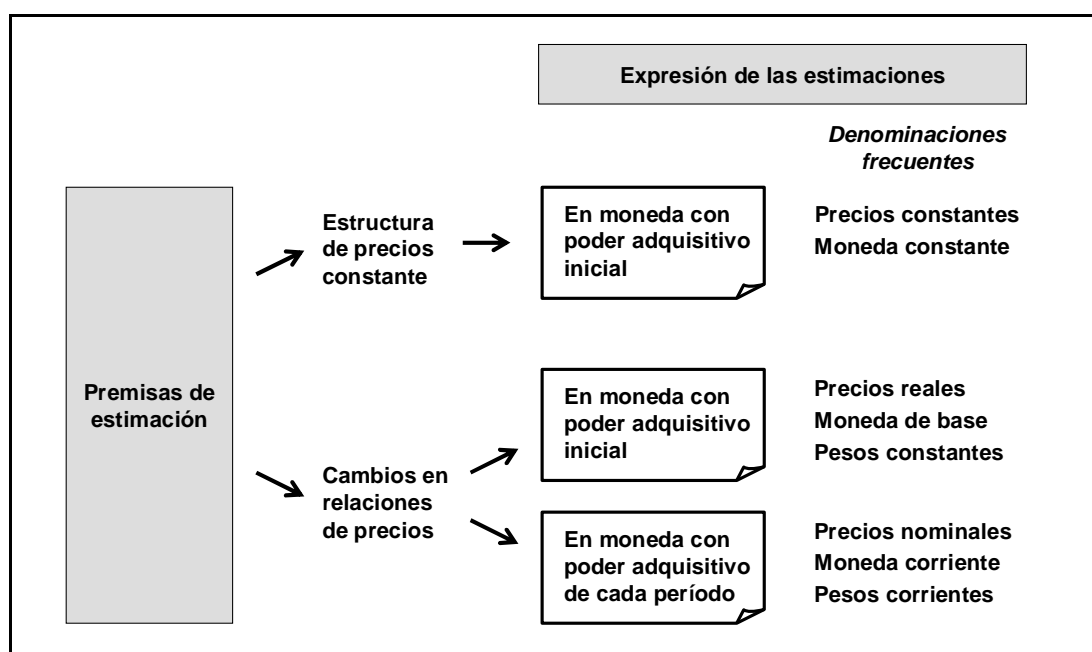 Expresión de las estimaciones
Denominaciones
frecuentes
Premisas de
estimación
Estructura
de precios
constante
En moneda con
poder adquisitivo
inicial
Precios constantes
Moneda constante
Cambios en
relaciones
de precios
En moneda con
poder adquisitivo
inicial
Precios reales
Moneda de base
Pesos constantes
En moneda con
poder adquisitivo
de cada período
Precios nominales
Moneda corriente
Pesos corrientes